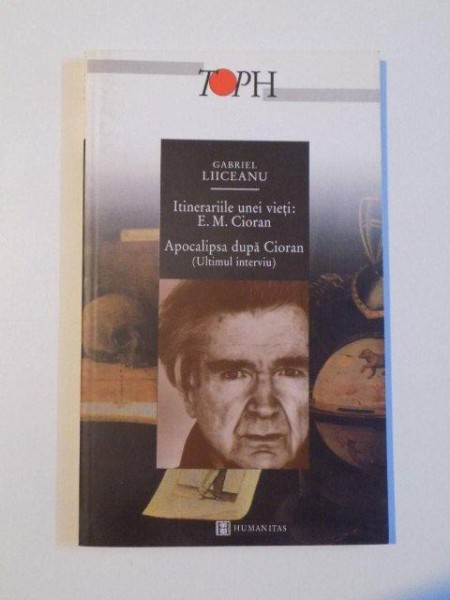 TOPH
GABRIEL
LIICEANU
Itinerariile unei vieți:
E. M. Cioran
Apocalipsa după Cioran
(Ultimul interviu)
HUMANITAS